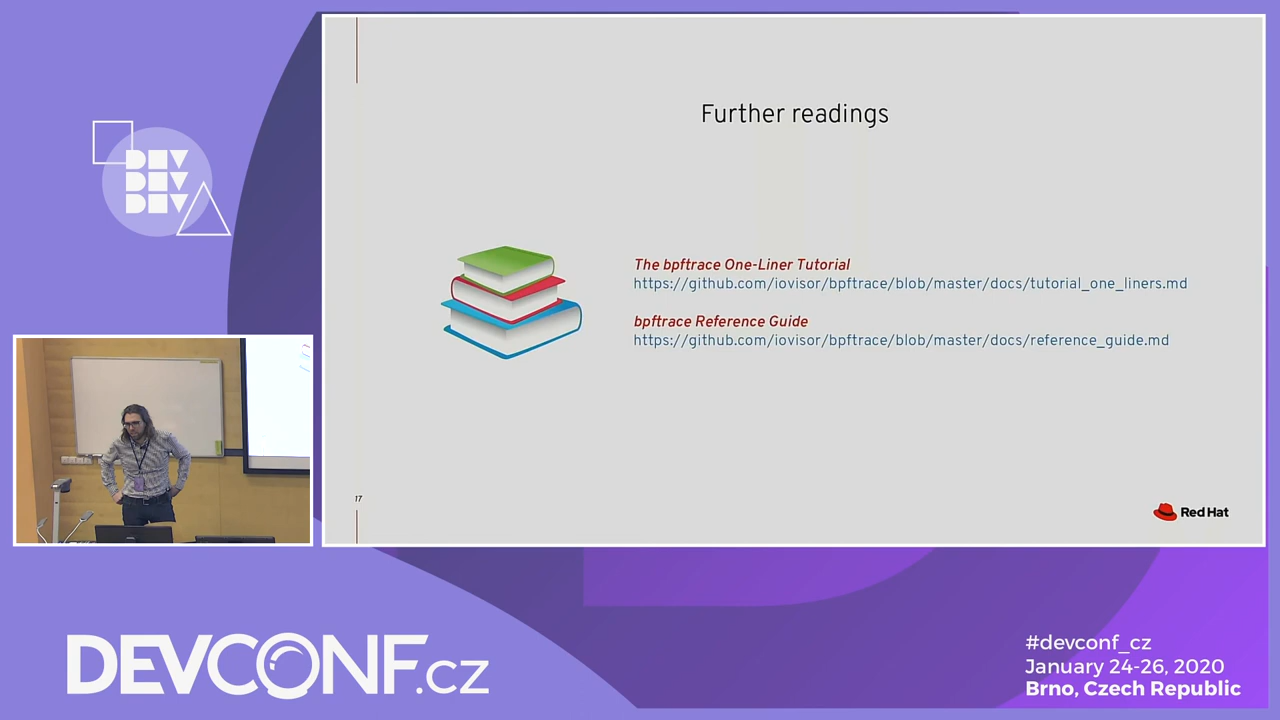 DEV
DEV
DEV
Further readings
The bpftrace One-Liner Tutorial
https://github.com/iovisor/bpftrace/blob/master/docs/tutorial_one_liners.md
bpftrace Reference Guide
https://github.com/iovisor/bpftrace/blob/master/docs/reference_guide.md
17
Red Hat
DEVCONF.cz
#devconf_cz
January 24-26, 2020
Brno, Czech Republic